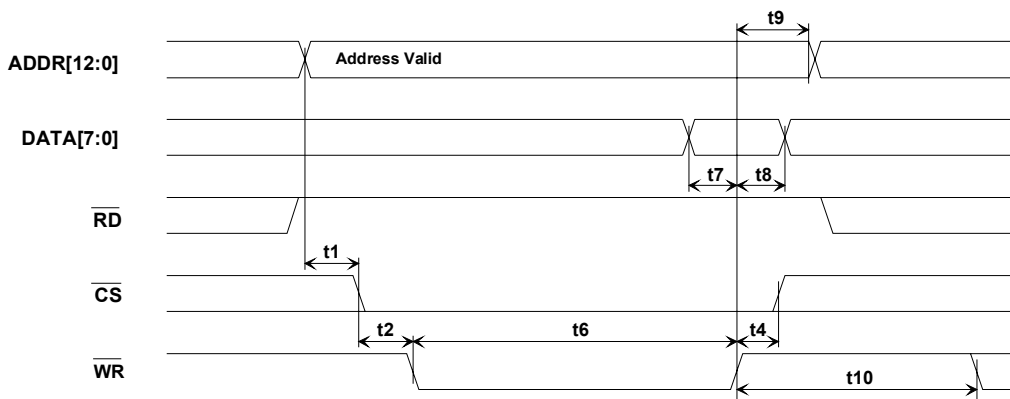 t9
ADDR[12:0] Address Valid
DATA[7:0]
t7 t8
RD
t1
CS
t2 t6 t4
WR
t10